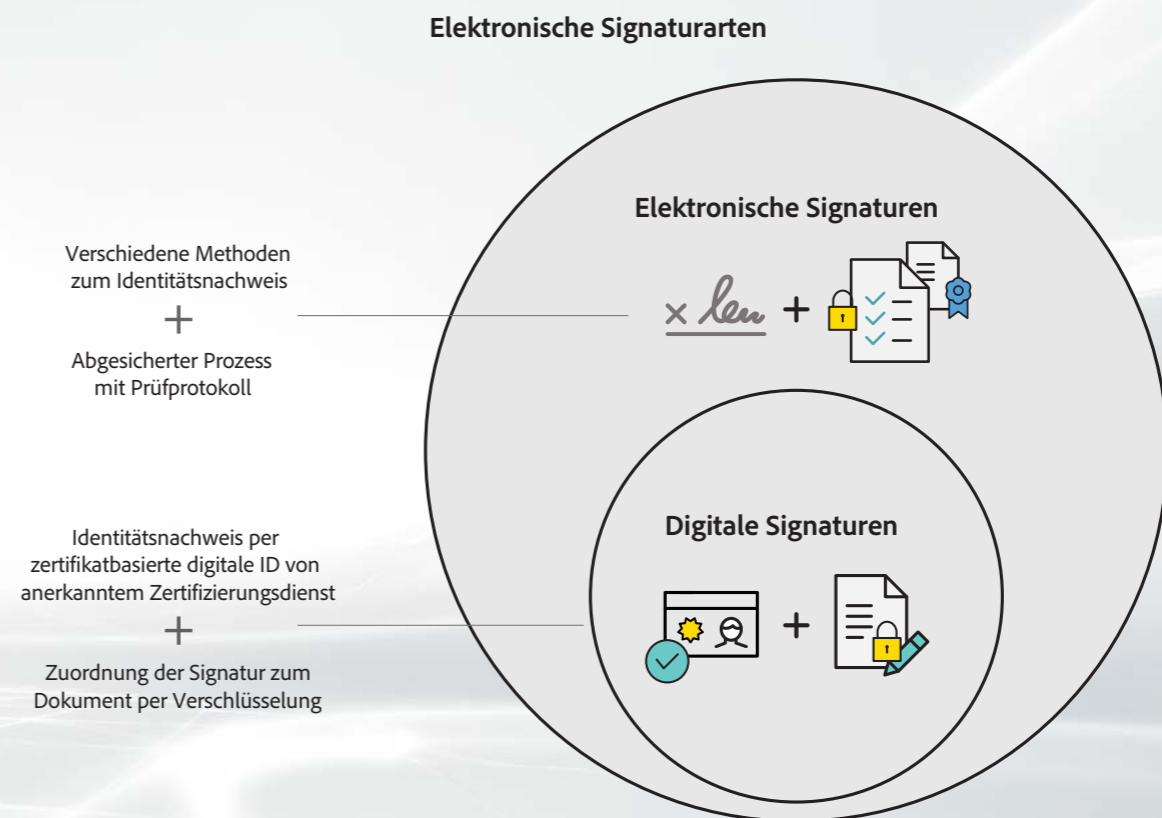 Elektronische Signaturarten
Elektronische Signaturen
Verschiedene Methoden
zum Identitätsnachweis
+
Abgesicherter Prozess
mit Prüfprotokoll
× +
Digitale Signaturen
Identitätsnachweis per
zertifikatbasierte digitale ID von
anerkanntem Zertifizierungsdienst
+
Zuordnung der Signatur zum
Dokument per Verschlüsselung
+